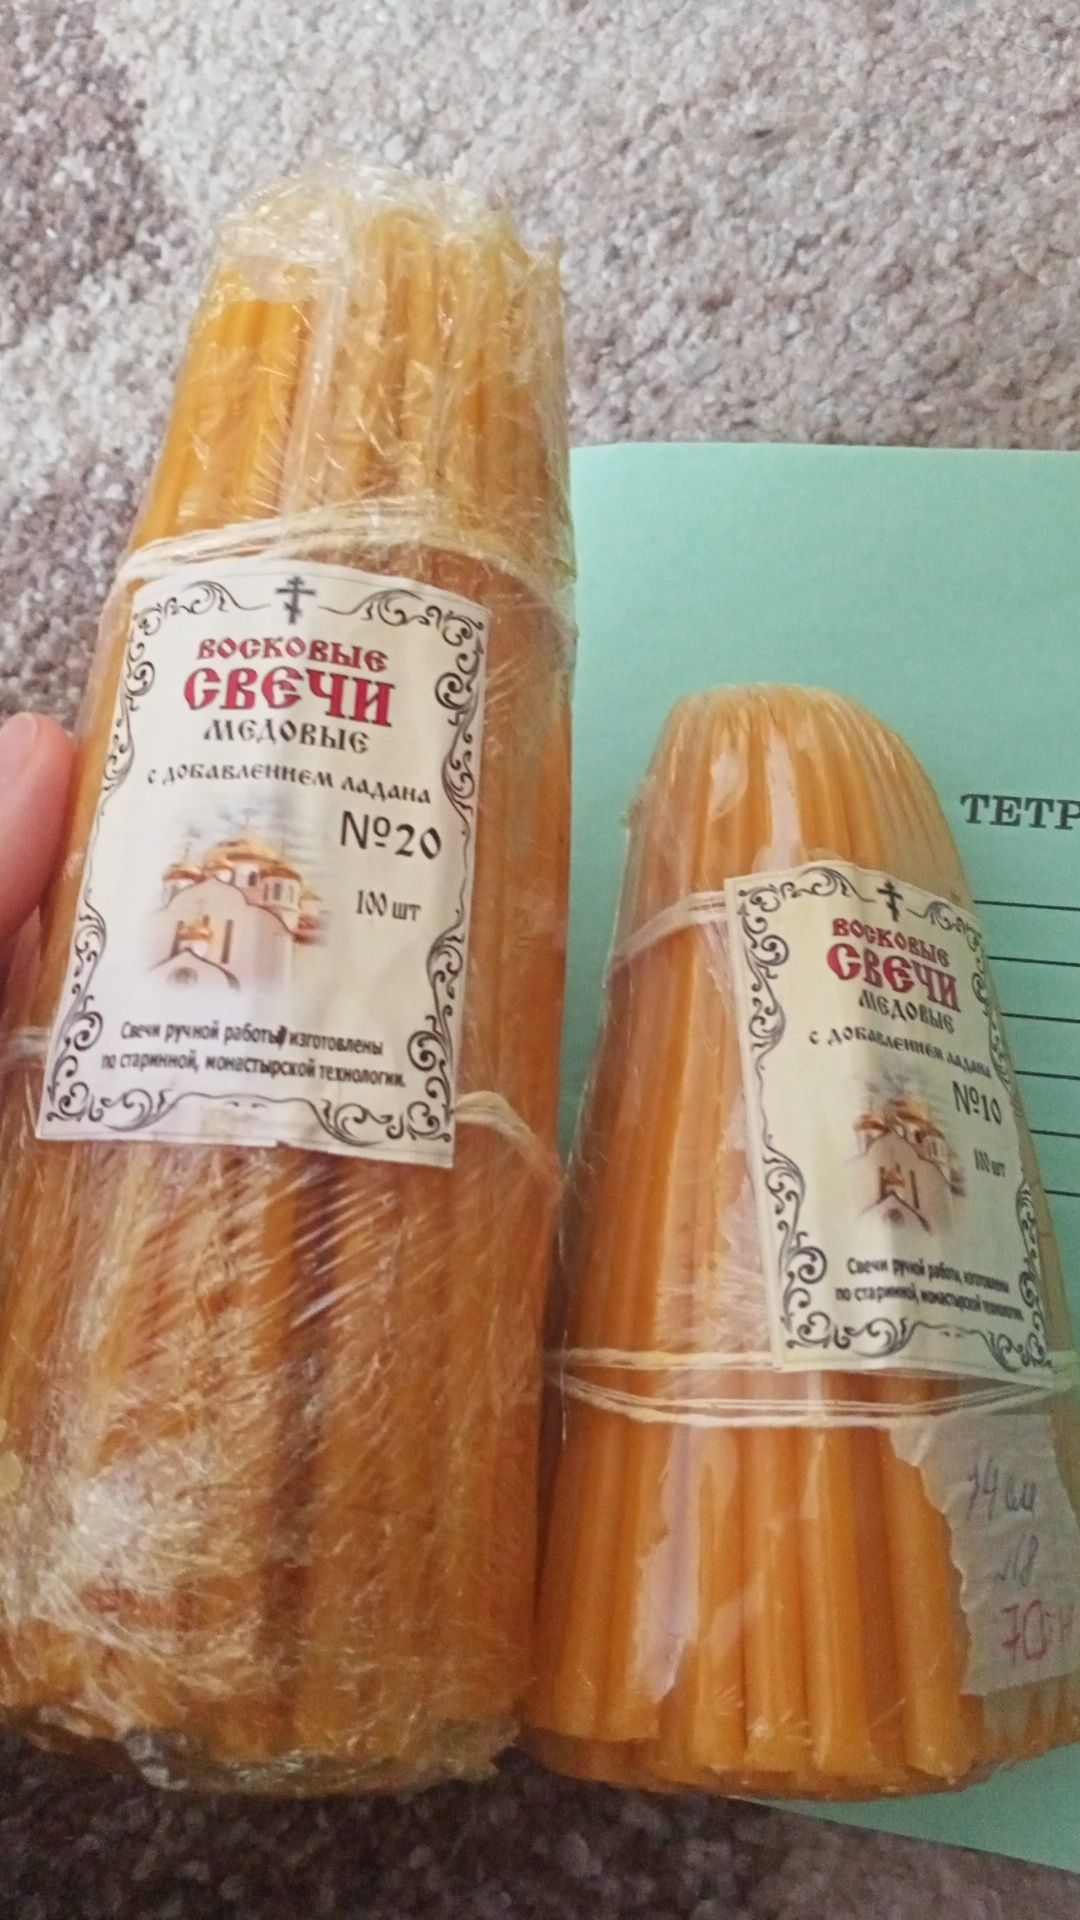 ВОСКОВЫЕ
СВЕЧИ
МЕДОВЫЕ
С ДОБАВЛЕНИЕМ ЛАДАНА
№20
100 шт
Свечи ручной работы, изготовлены
по старинной, монастырской технологии.
ТЕТР
ВОСКОВЫЕ
СВЕЧИ
МЕДОВЫЕ
С ДОБАВЛЕНИЕМ ЛАДАНА
№10
100 шт
Свечи ручной работы, изготовлены
по старинной, монастырской технологии.
70